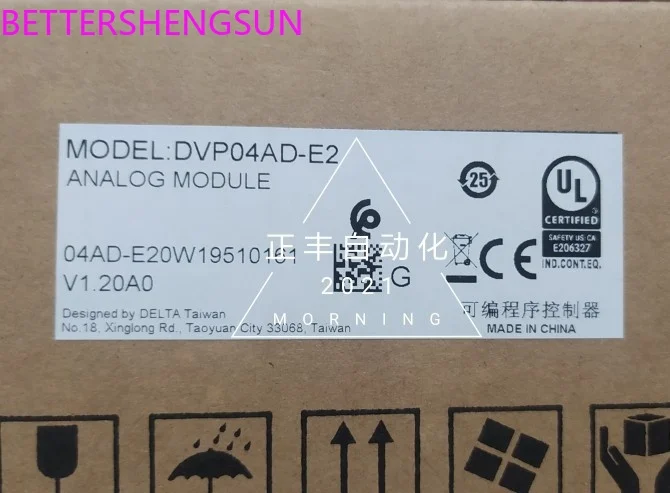 BETTERSHENGSUN
MODEL:DVP04AD-E2
ANALOG MODULE
25
UL
CERTIFIED
SAFETY US-CA
E206327
IND.CONT.EQ.
正丰自动化
04AD-E20W19510161
V1.20A0
2021
G
CE
MORNING
Designed by DELTA Taiwan
No.18, Xinglong Rd., Taoyuan City 33068, Taiwan
可编程序控制器
MADE IN CHINA